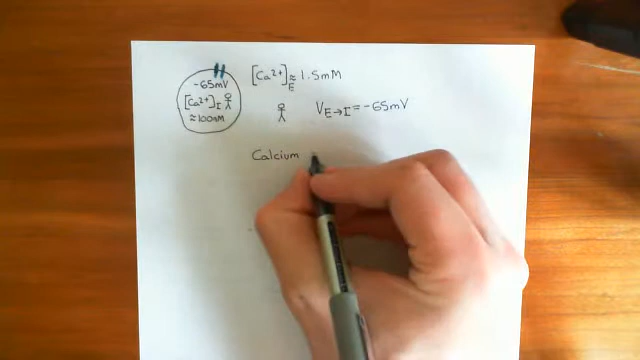 -65mV
[Ca²⁺]I
≈100nM
[Ca²⁺]E ≈ 1.5mM
VE→I = -65mV
Calcium